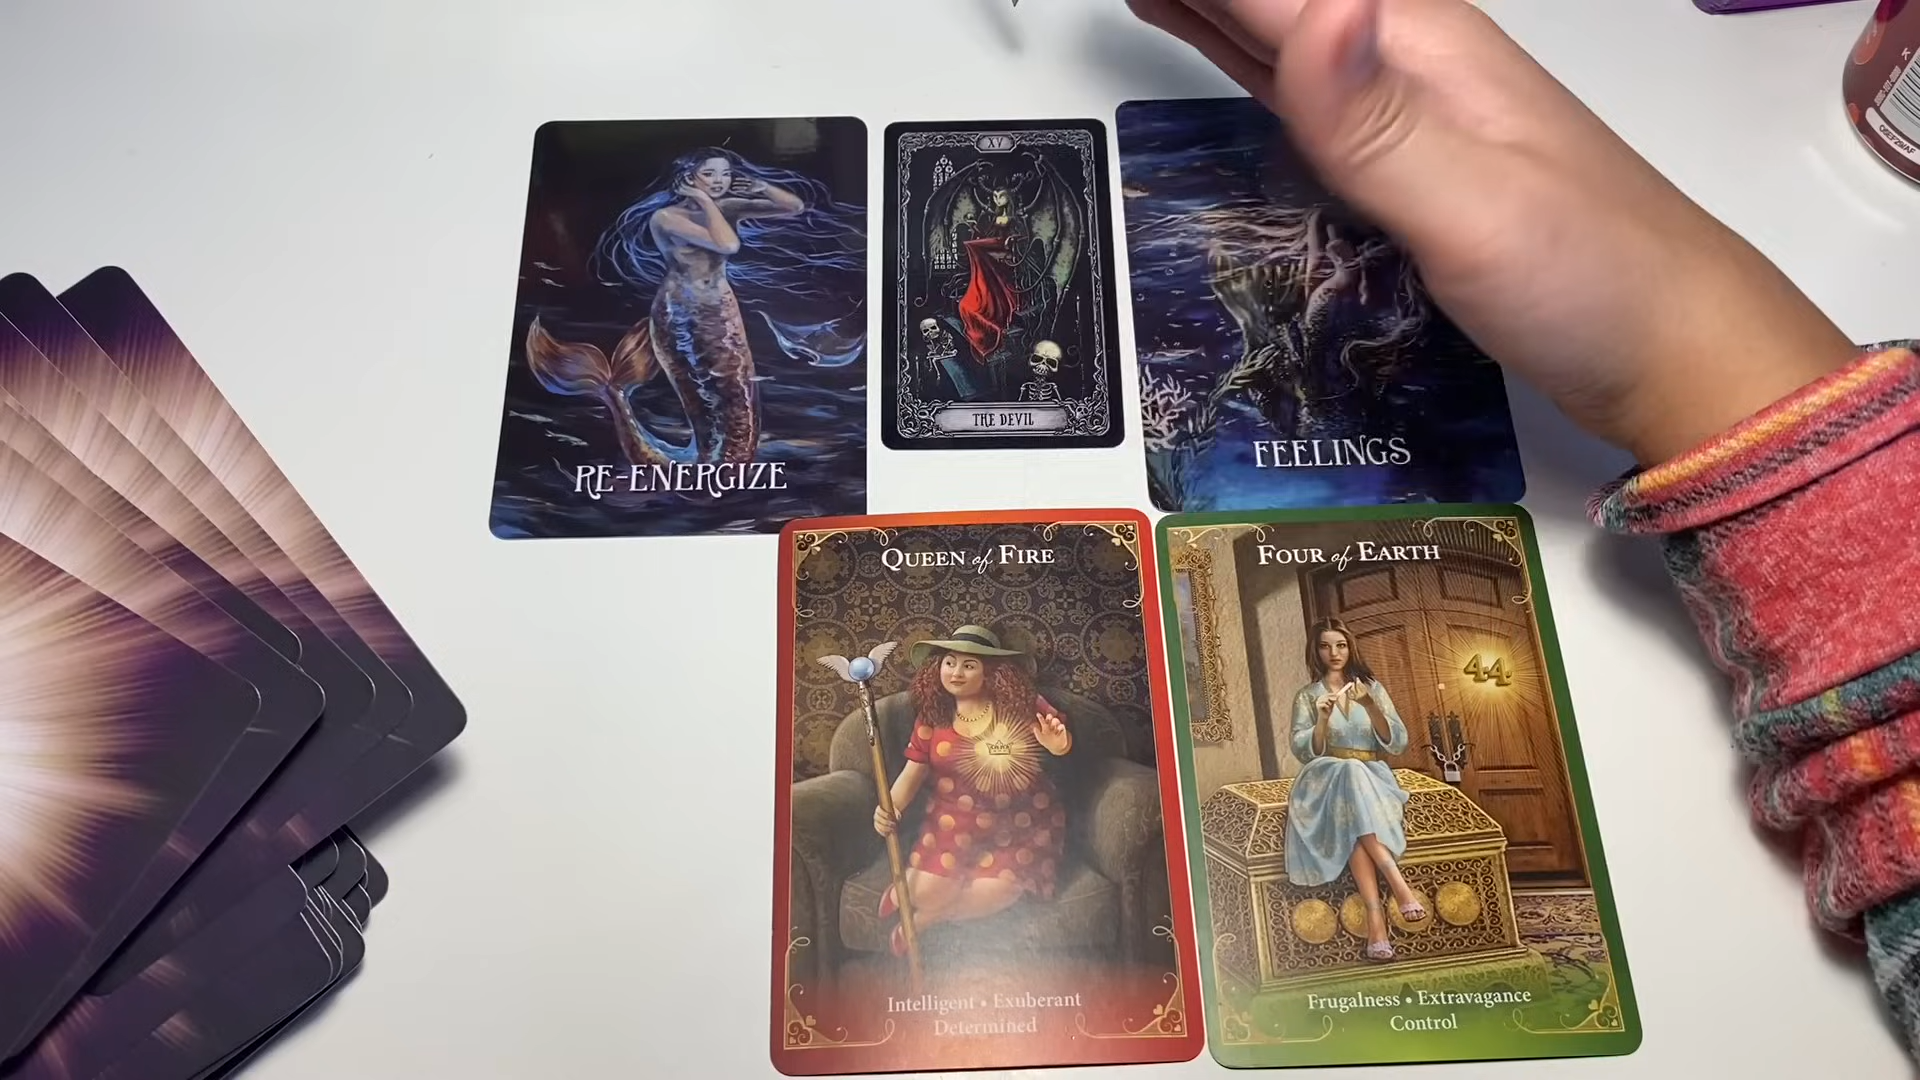 XV
RE-ENERGIZE
THE DEVIL
FEELINGS
QUEEN of FIRE
Intelligent • Exuberant
Determined
FOUR of EARTH
44
Frugalness • Extravagance
Control